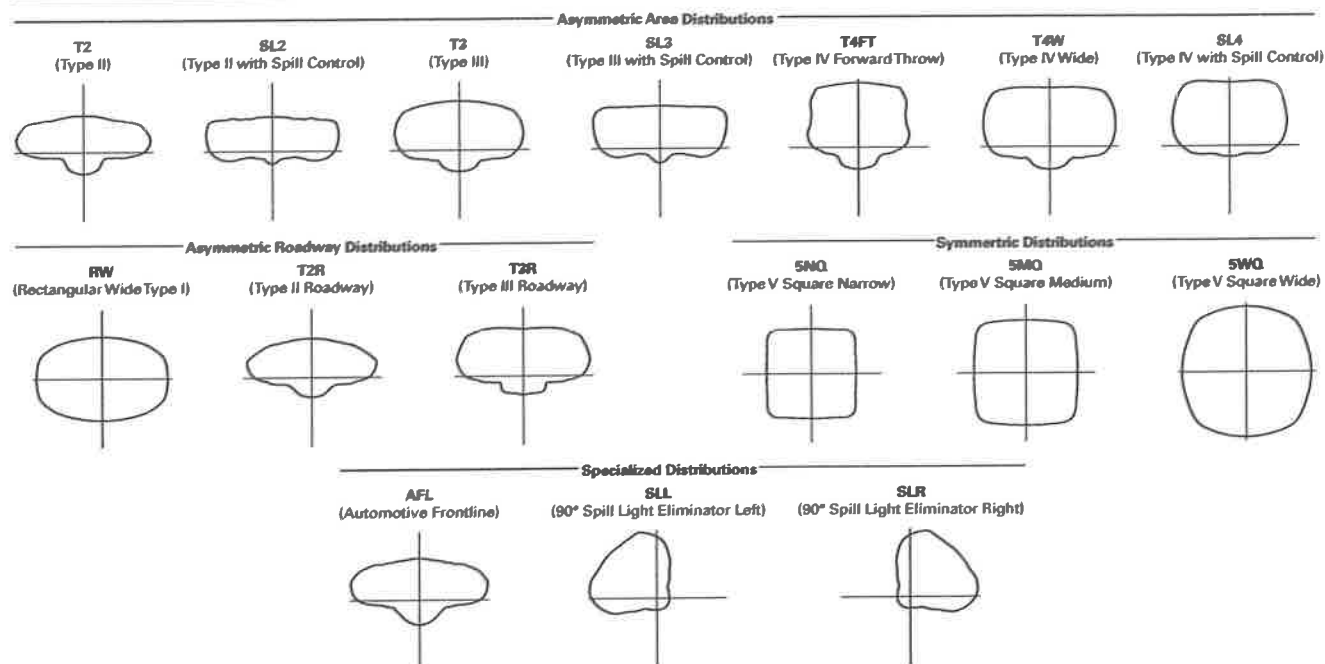 Asymmetric Area Distributions
T2
(Type II)
SL2
(Type II with Spill Control)
T3
(Type III)
SL3
(Type III with Spill Control)
T4FT
(Type IV Forward Throw)
T4W
(Type IV Wide)
SL4
(Type IV with Spill Control)
Asymmetric Roadway Distributions
RW
(Rectangular Wide Type I)
T2R
(Type II Roadway)
T3R
(Type III Roadway)
Symmertric Distributions
5NQ
(Type V Square Narrow)
5MQ
(Type V Square Medium)
5WQ
(Type V Square Wide)
Specialized Distributions
AFL
(Automotive Frontline)
SLL
(90° Spill Light Eliminator Left)
SLR
(90° Spill Light Eliminator Right)